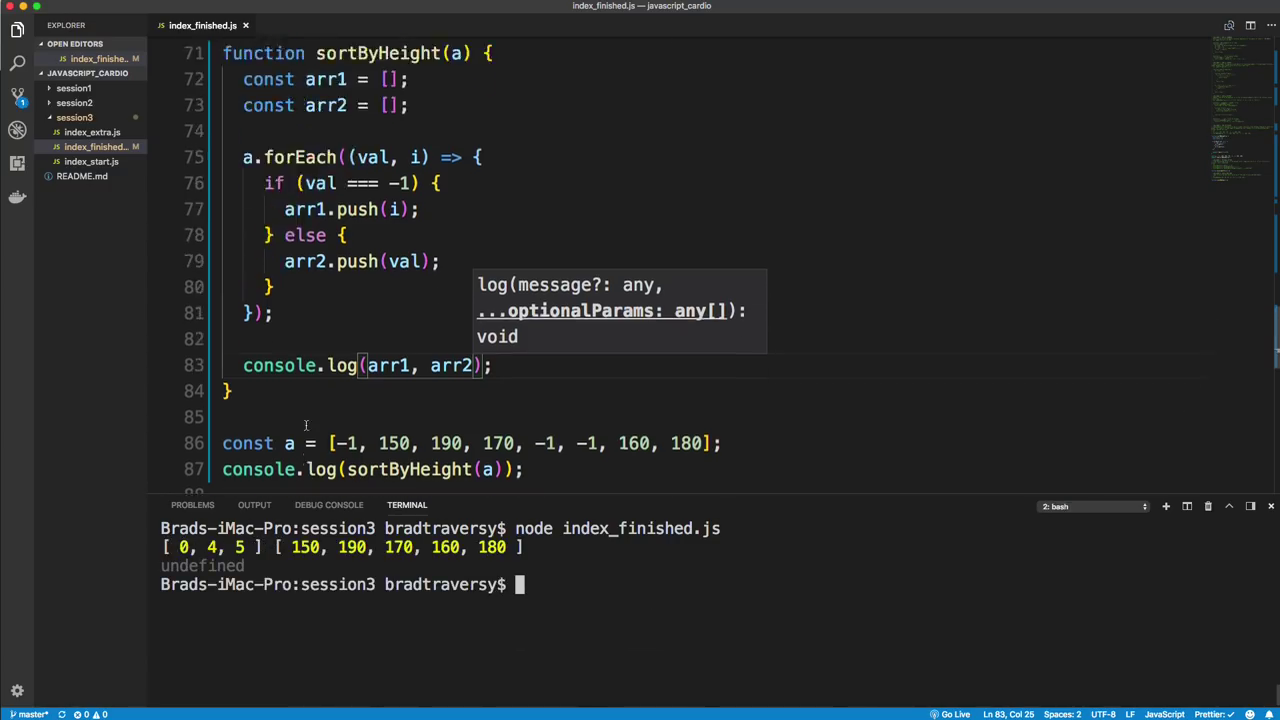 index_finished.js — javascript_cardio
EXPLORER
index_finished.js ×
OPEN EDITORS
index_finishe... M
JAVASCRIPT_CARDIO
session1
session2
session3
index_extra.js
index_finished... M
index_start.js
README.md
1
71 function sortByHeight(a) {
72 const arr1 = [];
73 const arr2 = [];
74
75 a.forEach((val, i) => {
76 if (val === -1) {
77 arr1.push(i);
78 } else {
79 arr2.push(val);
80 }
81 });
82
83 console.log(arr1, arr2);
84 }
85
86 const a = [-1, 150, 190, 170, -1, -1, 160, 180];
87 console.log(sortByHeight(a));
88
log(message?: any,
...optionalParams: any[]):
void
PROBLEMS OUTPUT DEBUG CONSOLE TERMINAL 2: bash
Brads-iMac-Pro:session3 bradtraversy$ node index_finished.js
[ 0, 4, 5 ] [ 150, 190, 170, 160, 180 ]
undefined
Brads-iMac-Pro:session3 bradtraversy$
master* 0 0 Go Live Ln 83, Col 25 Spaces: 2 UTF-8 LF JavaScript Prettier: ✓